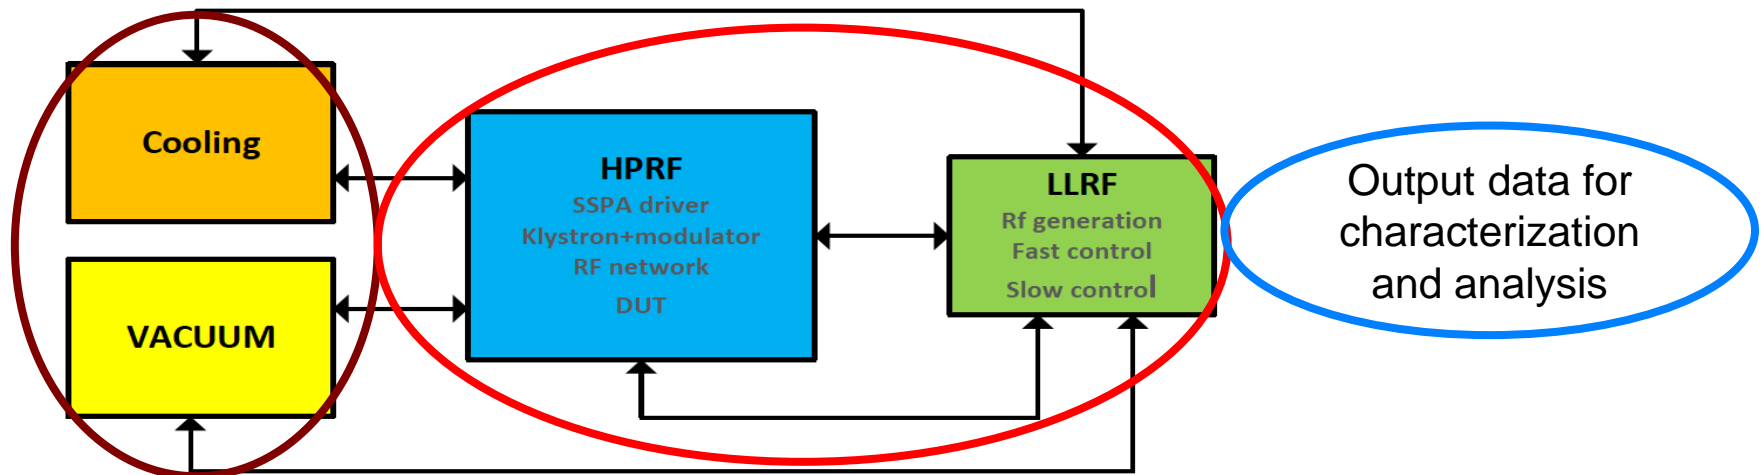 Cooling
VACUUM
HPRF
SSPA driver
Klystron+modulator
RF network
DUT
LLRF
Rf generation
Fast control
Slow control
Output data for
characterization
and analysis